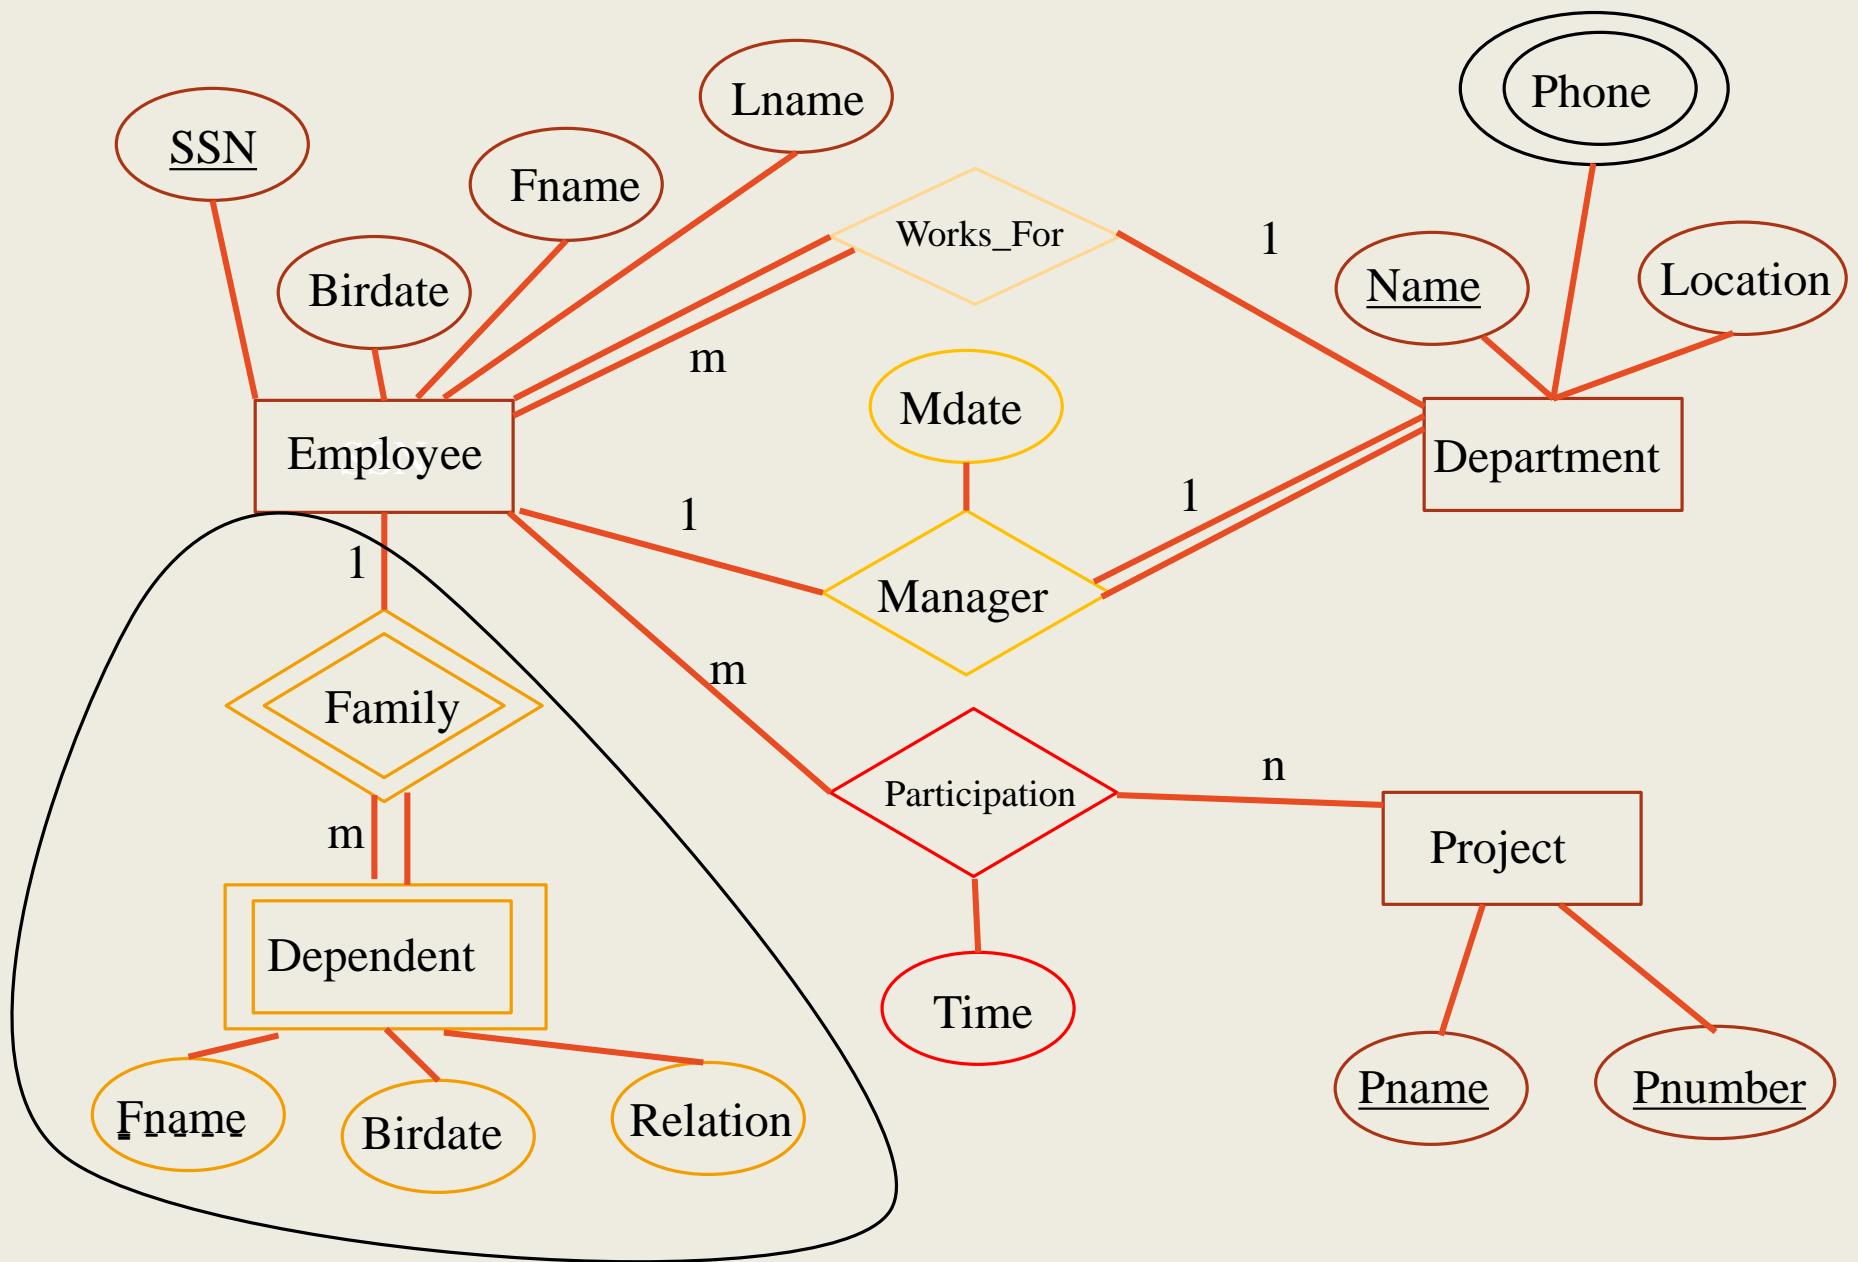 Lname
Phone
SSN
Fname
Works_For
1
Name
Location
Birdate
m
Mdate
Employee
Department
1
1
1
Manager
m
Family
n
Participation
m
Project
Dependent
Time
Fname
Birdate
Relation
Pname
Pnumber